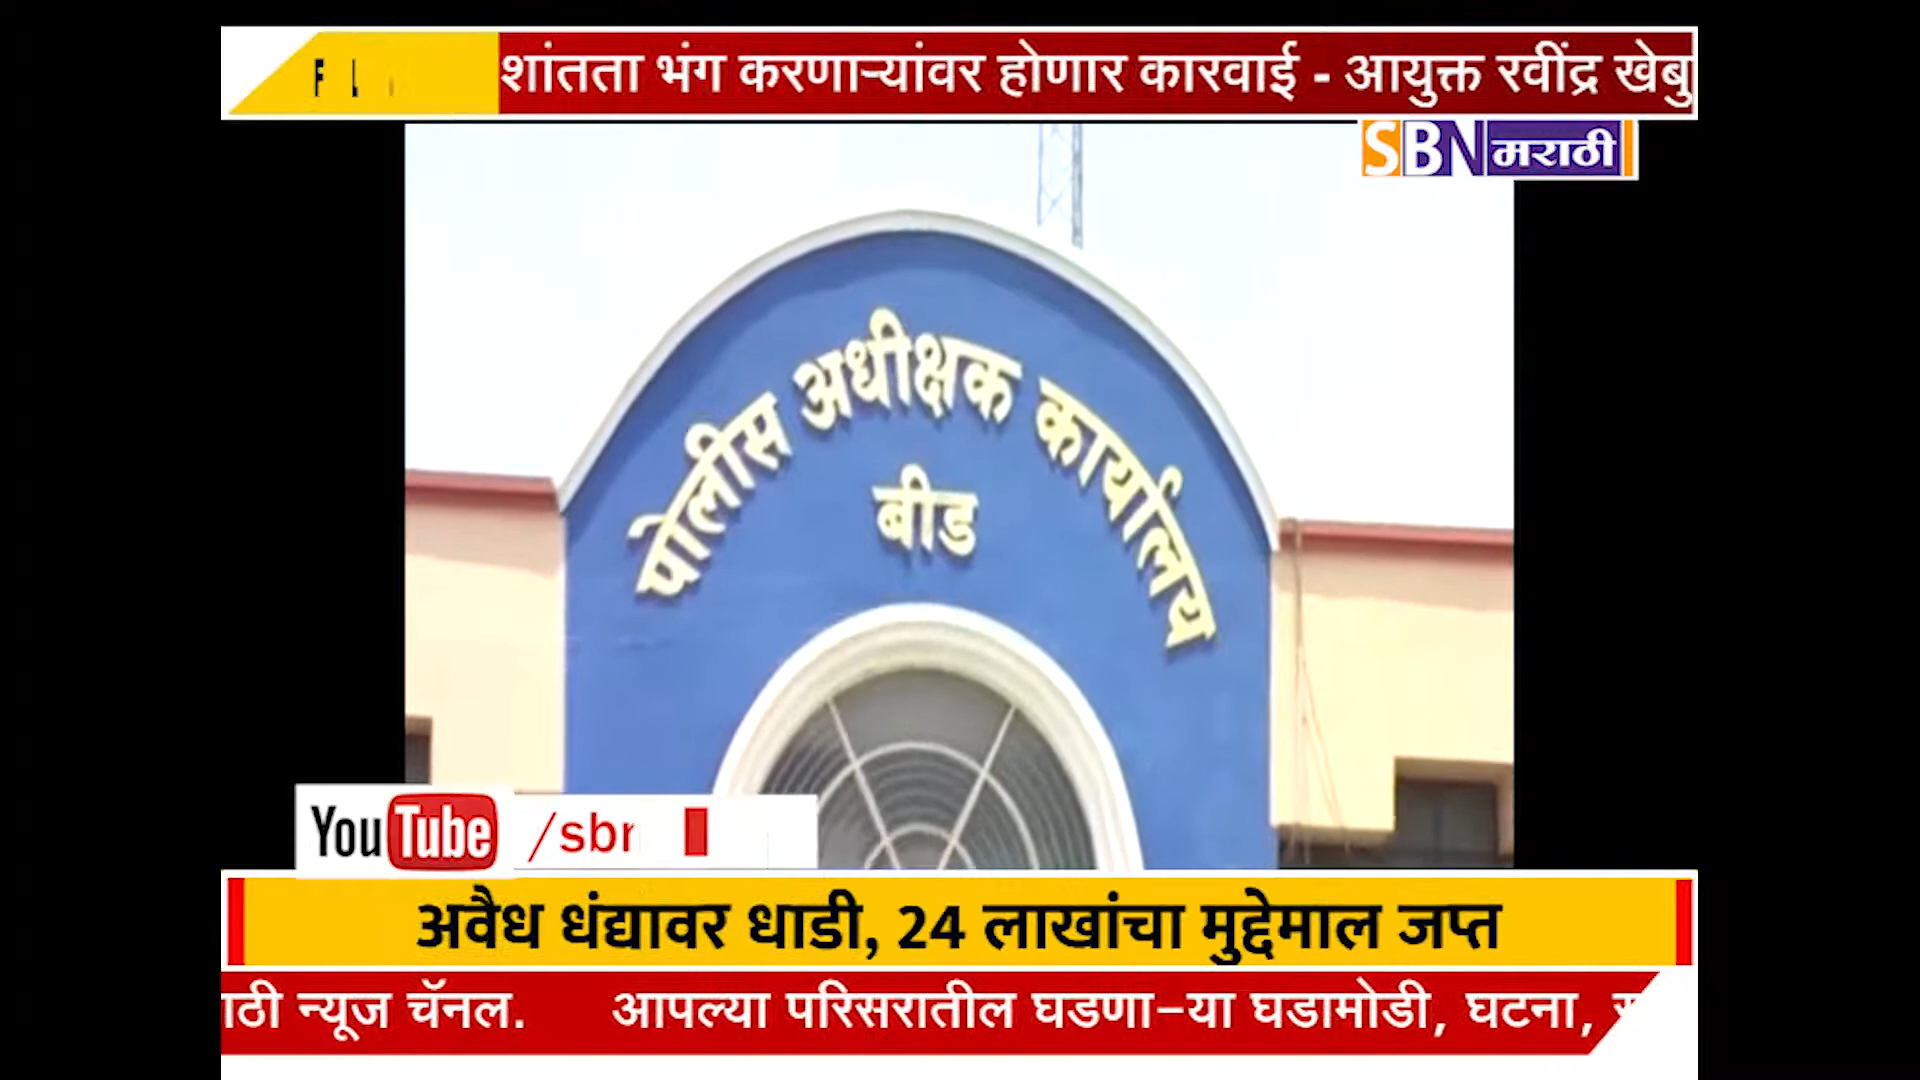 शांतता भंग करणाऱ्यांवर होणार कारवाई - आयुक्त रवींद्र
SBN मराठी
पोलीस अधीक्षक कार्यालय
बीड
YouTube /sbn
अवैध धंद्यावर धाडी, 24 लाखांचा मुद्देमाल जप्त
न्यूज चॅनल. आपल्या परिसरातील घडणा–या घडामोडी, घटना,